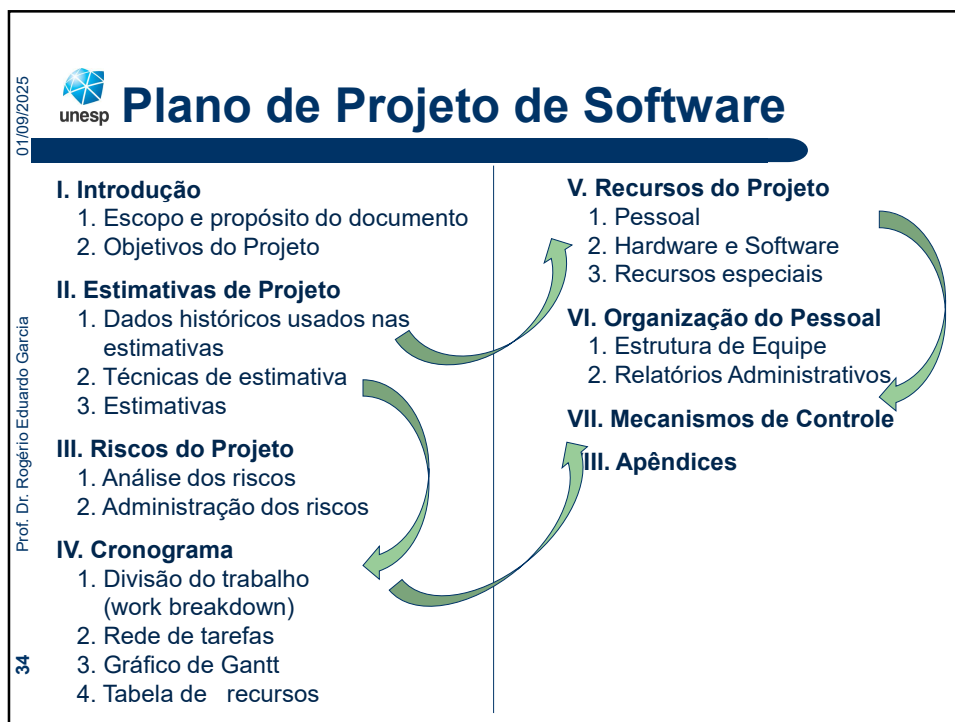 01/09/2025
unesp
Plano de Projeto de Software
I. Introdução
1. Escopo e propósito do documento
2. Objetivos do Projeto
II. Estimativas de Projeto
1. Dados históricos usados nas
estimativas
2. Técnicas de estimativa
3. Estimativas
III. Riscos do Projeto
1. Análise dos riscos
2. Administração dos riscos
IV. Cronograma
1. Divisão do trabalho
(work breakdown)
2. Rede de tarefas
3. Gráfico de Gantt
4. Tabela de recursos
V. Recursos do Projeto
1. Pessoal
2. Hardware e Software
3. Recursos especiais
VI. Organização do Pessoal
1. Estrutura de Equipe
2. Relatórios Administrativos
VII. Mecanismos de Controle
III. Apêndices
Prof. Dr. Rogério Eduardo Garcia
34